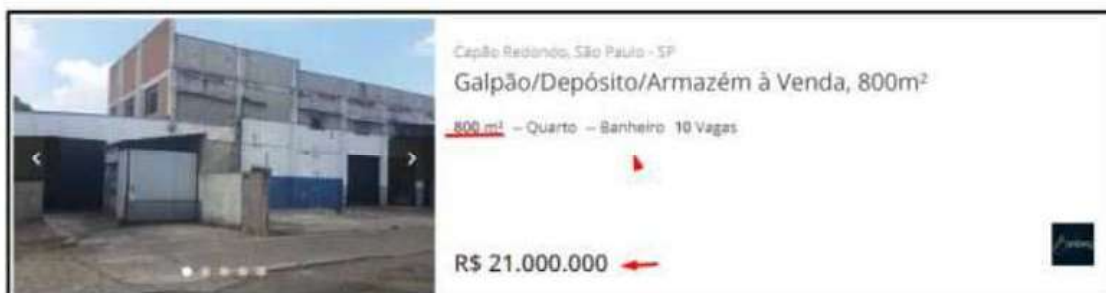 Capão Redondo, São Paulo - SP
Galpão/Depósito/Armazém à Venda, 800m²
800 m² -- Quarto -- Banheiro 10 Vagas
R$ 21.000.000